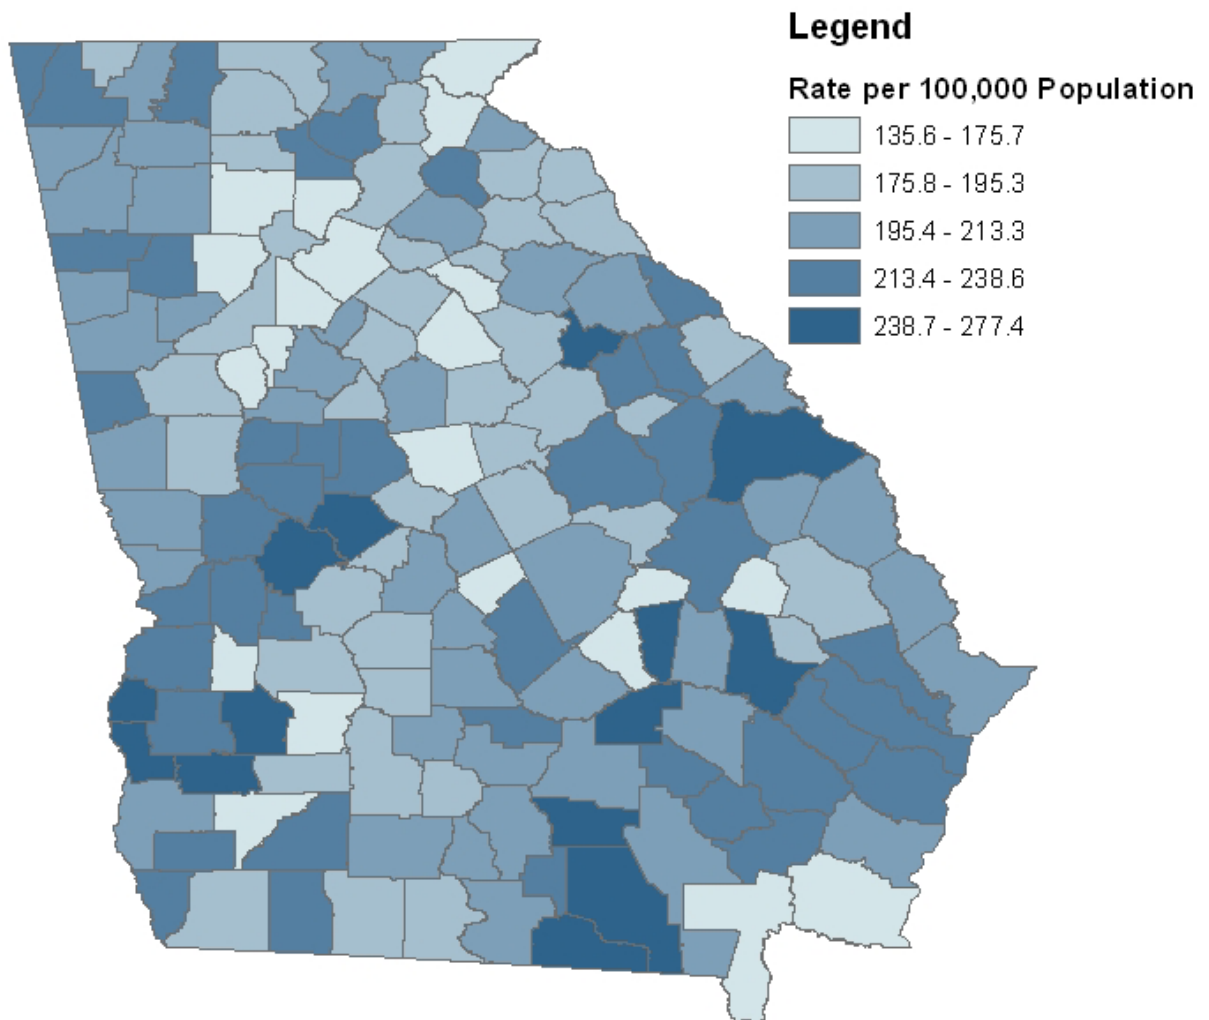 Legend
Rate per 100,000 Population
135.6 - 175.7
175.8 - 195.3
195.4 - 213.3
213.4 - 238.6
238.7 - 277.4